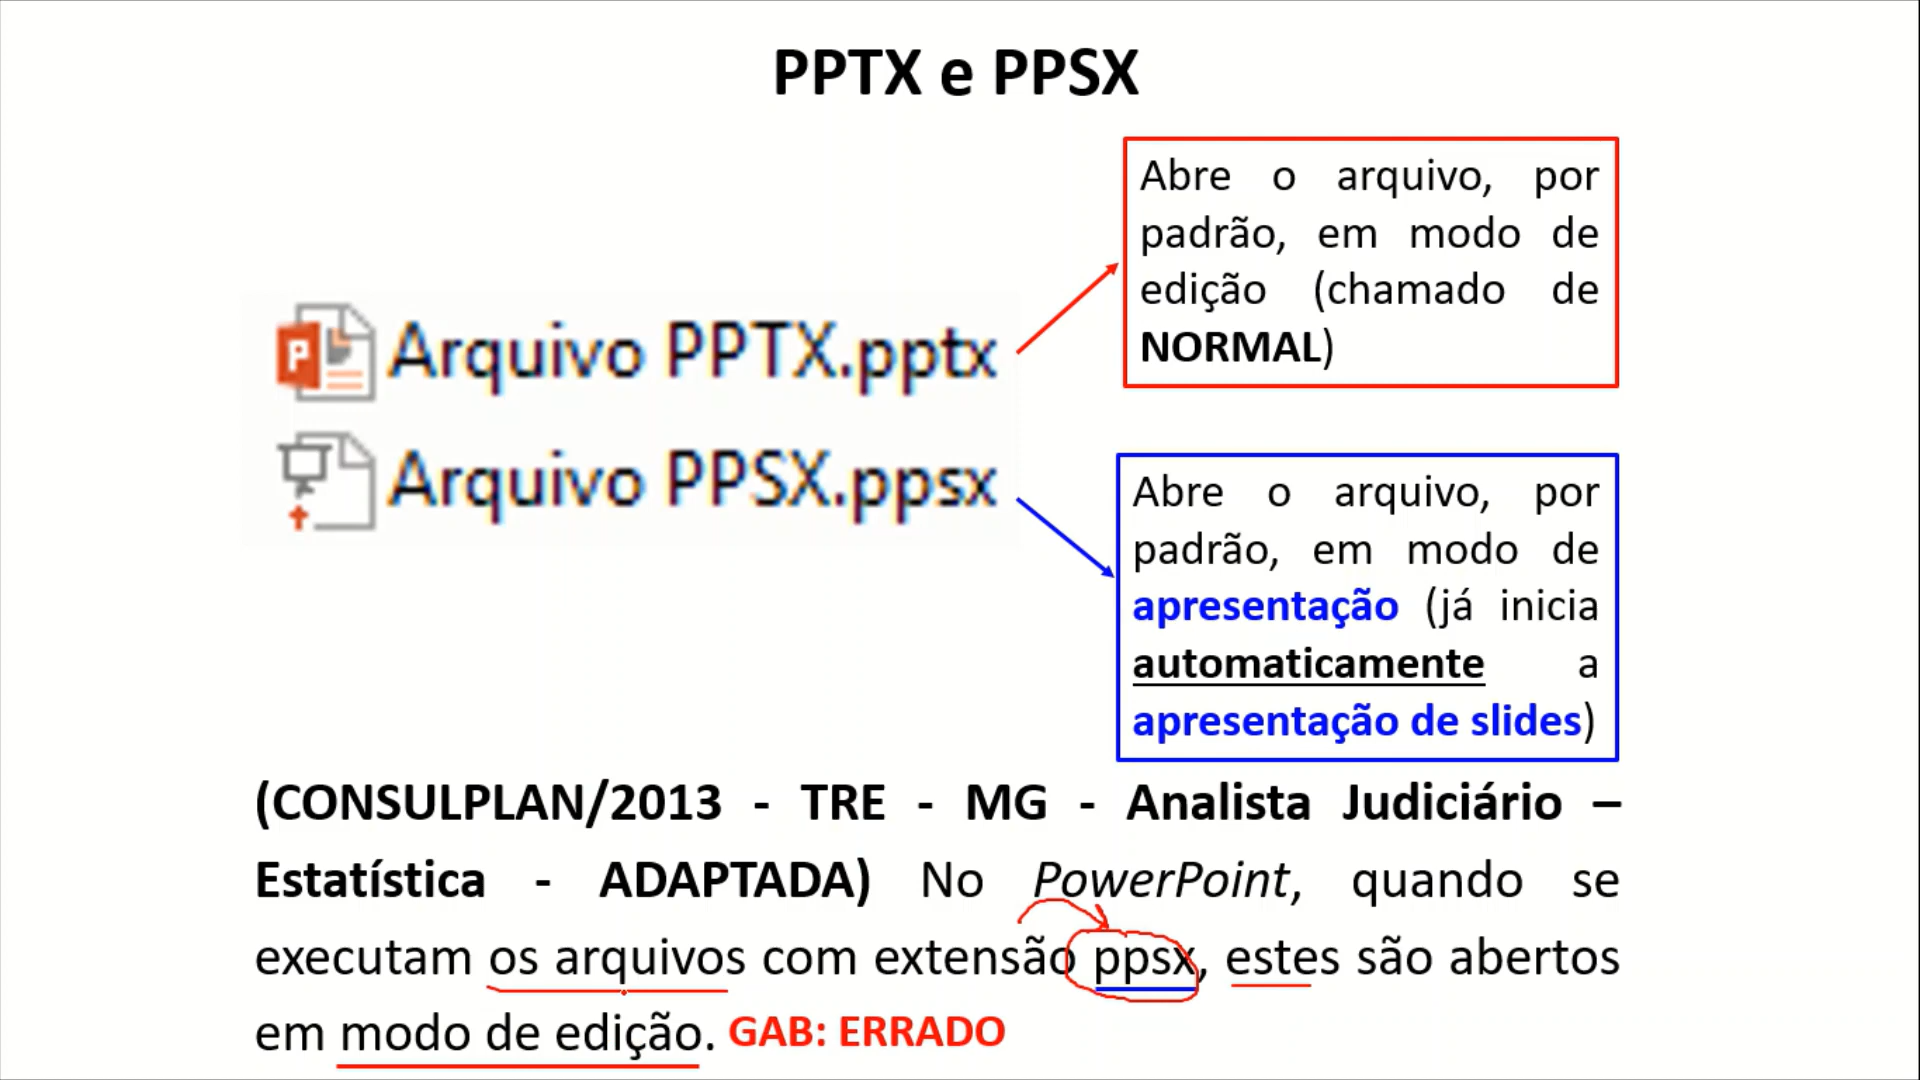 PPTX e PPSX
Abre o arquivo, por
padrão, em modo de
edição (chamado de
NORMAL)
Arquivo PPTX.pptx
Arquivo PPSX.ppsx
Abre o arquivo, por
padrão, em modo de
apresentação (já inicia
automaticamente a
apresentação de slides)
(CONSULPLAN/2013 - TRE - MG - Analista Judiciário –
Estatística - ADAPTADA) No PowerPoint, quando se
executam os arquivos com extensão ppsx, estes são abertos
em modo de edição. GAB: ERRADO